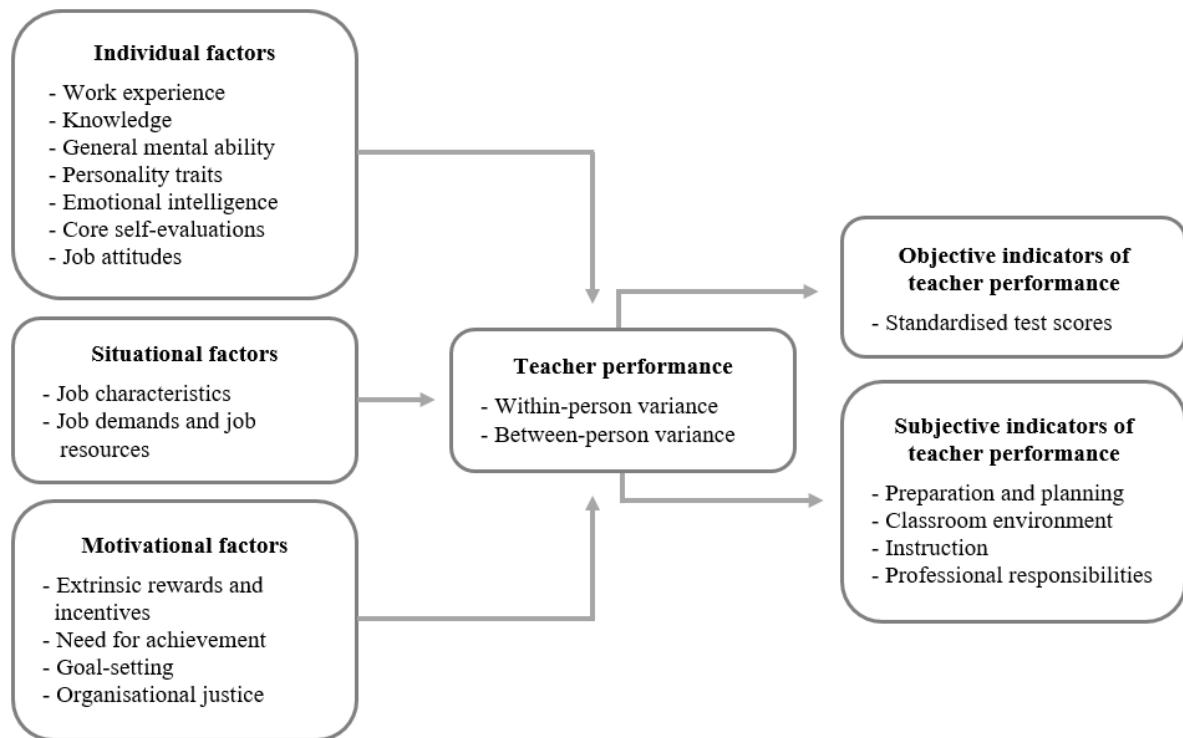 Individual factors
- Work experience
- Knowledge
- General mental ability
- Personality traits
- Emotional intelligence
- Core self-evaluations
- Job attitudes
Situational factors
- Job characteristics
- Job demands and job
resources
Motivational factors
- Extrinsic rewards and
incentives
- Need for achievement
- Goal-setting
- Organisational justice
Teacher performance
- Within-person variance
- Between-person variance
Objective indicators of
teacher performance
- Standardised test scores
Subjective indicators of
teacher performance
- Preparation and planning
- Classroom environment
- Instruction
- Professional responsibilities